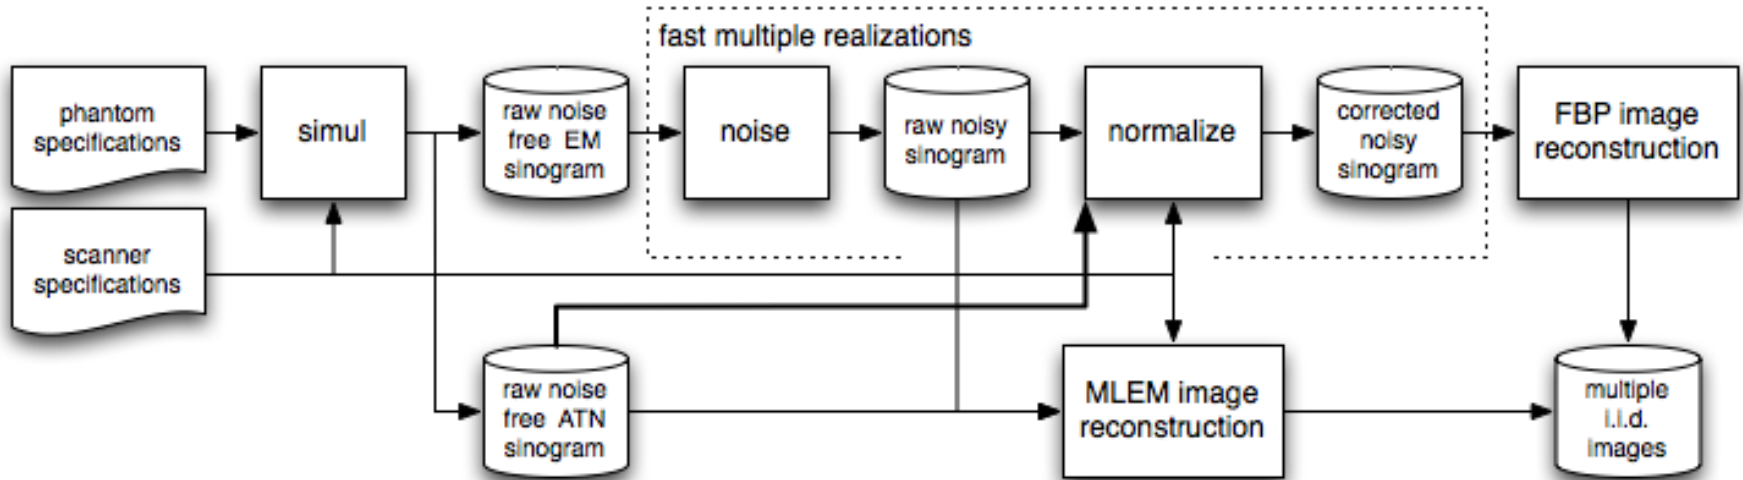 fast multiple realizations
phantom
specifications
simul
raw noise
free EM
sinogram
noise
raw noisy
sinogram
normalize
corrected
noisy
sinogram
FBP image
reconstruction
scanner
specifications
raw noise
free ATN
sinogram
MLEM image
reconstruction
multiple
i.i.d.
images